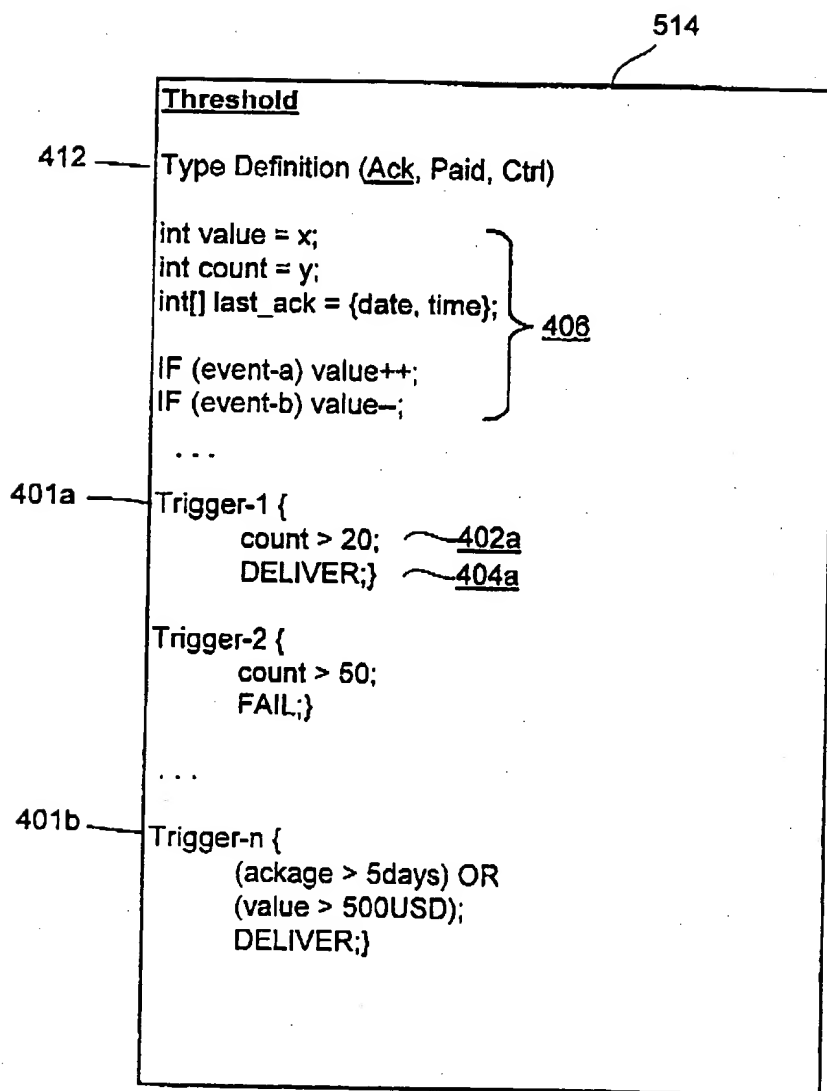 514
Threshold
412
Type Definition (Ack, Paid, Ctrl)
int value = x;
int count = y;
int[] last_ack = {date, time};
406
IF (event-a) value++;
IF (event-b) value–;
. . .
401a
Trigger-1 {
count > 20; 402a
DELIVER;} 404a
Trigger-2 {
count > 50;
FAIL;}
. . .
401b
Trigger-n {
(ackage > 5days) OR
(value > 500USD);
DELIVER;}